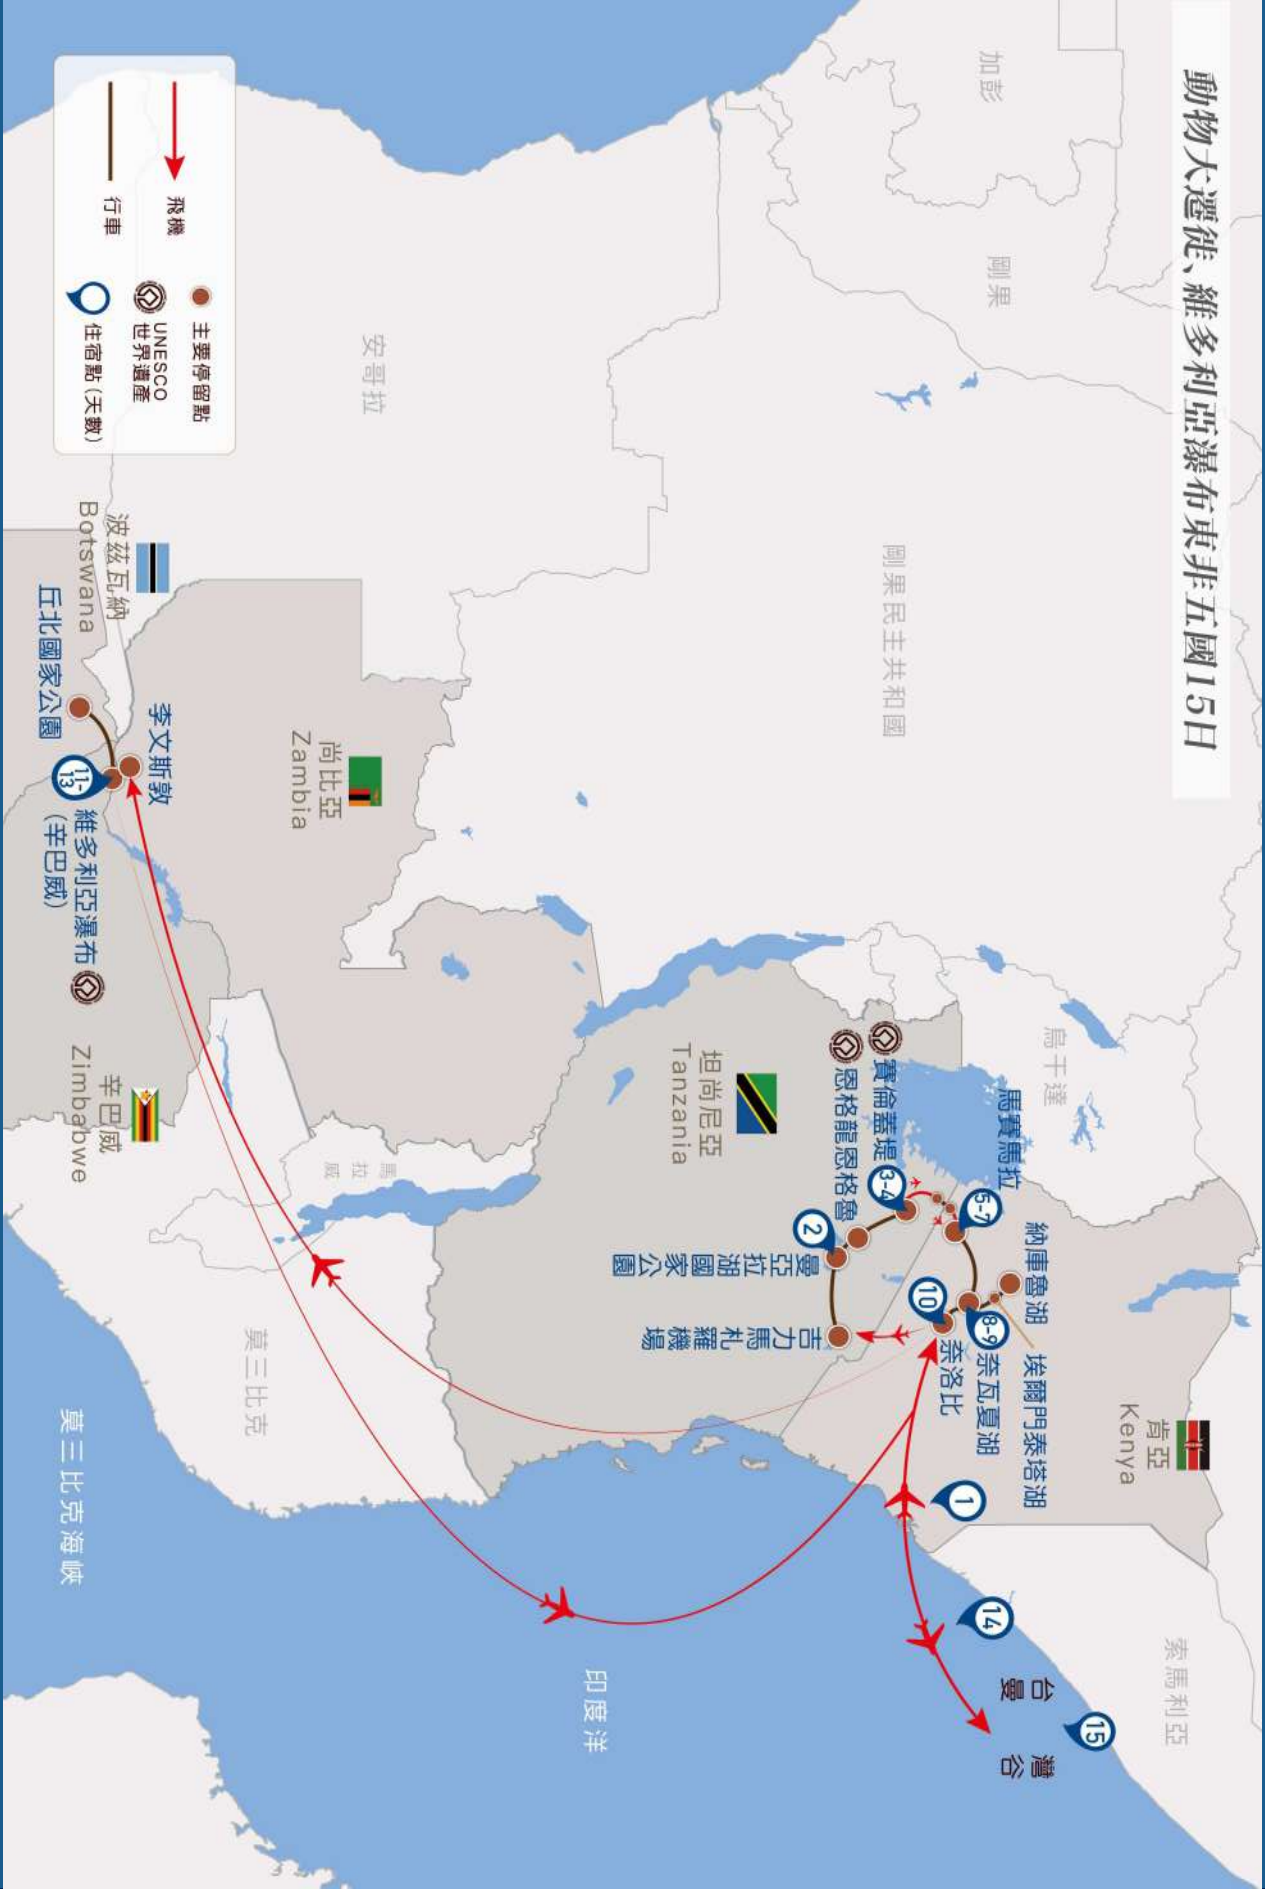 動物大遷徙、維多利亞瀑布東非五國15日
加彭
剛果
剛果民主共和國
烏干達
安哥拉
肯亞
Kenya
索馬利亞
馬賽馬拉
5-7
納庫魯湖
埃爾門泰塔湖
8-9
奈瓦夏湖
10
奈洛比
賽倫蓋堤
3-4
恩格龍恩格魯
2
曼亞拉湖國家公園
吉力馬札羅機場
坦尚尼亞
Tanzania
1
14
15
台灣
曼谷
印度洋
尚比亞
Zambia
馬拉威
莫三比克
莫三比克海峽
波茲瓦納
Botswana
丘北國家公園
李文斯敦
11-13
維多利亞瀑布
(辛巴威)
辛巴威
Zimbabwe
飛機
行車
主要停留點
UNESCO
世界遺產
住宿點(天數)